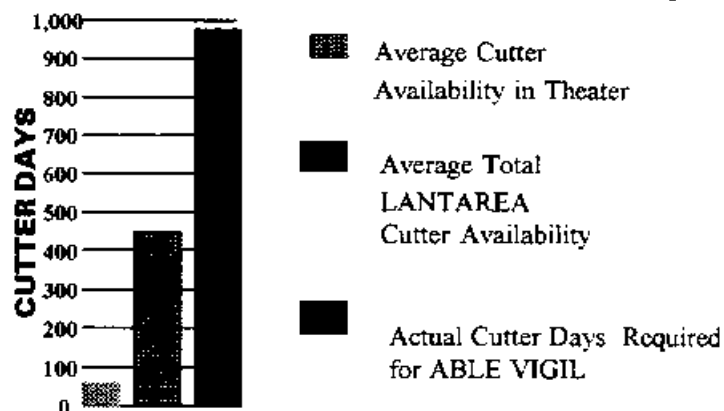 1,000
900
800
700
600
500
400
300
200
100
0
CUTTER DAYS
Average Cutter
Availability in Theater
Average Total
LANTAREA
Cutter Availability
Actual Cutter Days Required
for ABLE VIGIL